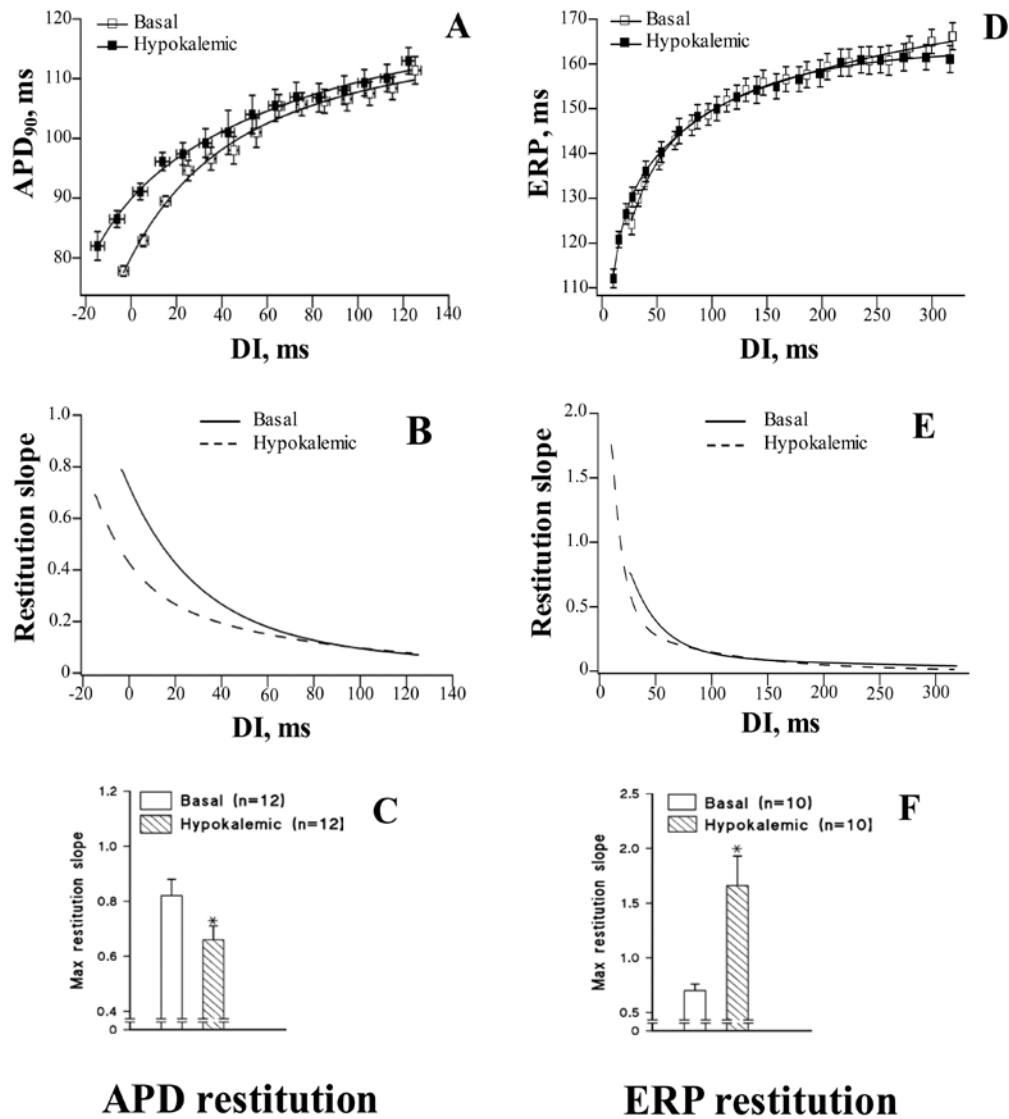 A
Basal
Hypokalemic
APD90, ms
120
110
100
90
80
-20 0 20 40 60 80 100 120 140
DI, ms
D
Basal
Hypokalemic
ERP, ms
170
160
150
140
130
120
110
0 50 100 150 200 250 300
DI, ms
B
Basal
Hypokalemic
Restitution slope
1.0
0.8
0.6
0.4
0.2
0
-20 0 20 40 60 80 100 120 140
DI, ms
E
Basal
Hypokalemic
Restitution slope
2.0
1.5
1.0
0.5
0
0 50 100 150 200 250 300
DI, ms
C
Basal (n=12)
Hypokalemic (n=12)
Max restitution slope
1.2
1.0
0.8
0.6
0.4
0
*
F
Basal (n=10)
Hypokalemic (n=10)
Max restitution slope
2.5
2.0
1.5
1.0
0.5
0
*
APD restitution
ERP restitution